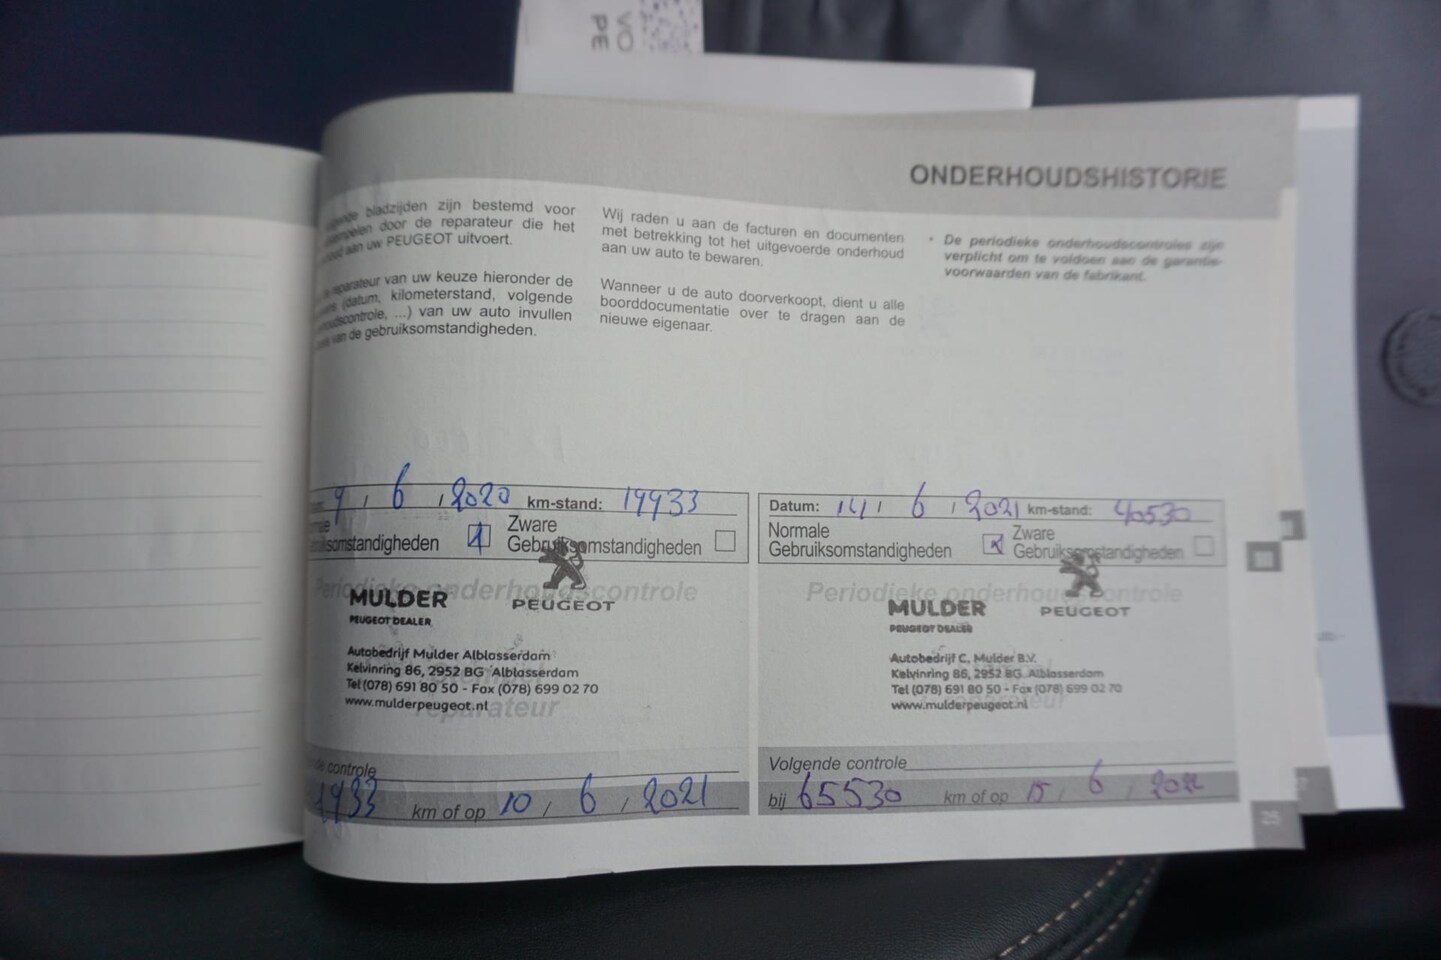 VO
PE
ONDERHOUDSHISTORIE
bladzijden zijn bestemd voor
door de reparateur die het
aan uw PEUGEOT uitvoert.
reparateur van uw keuze hieronder de
(datum, kilometerstand, volgende
...) van uw auto invullen
van de gebruiksomstandigheden.
Wij raden u aan de facturen en documenten
met betrekking tot het uitgevoerde onderhoud
aan uw auto te bewaren.
Wanneer u de auto doorverkoopt, dient u alle
boorddocumentatie over te dragen aan de
nieuwe eigenaar.
• De periodieke onderhoudscontroles zijn
verplicht om te voldoen aan de garantie-
voorwaarden van de fabrikant.
9 / 6 / 2020 km-stand: 19933
Zware
Gebruiksomstandigheden
Periodieke onderhoudscontrole
PEUGEOT
MULDER
PEUGEOT DEALER
Autobedrijf Mulder Alblasserdam
Kelvinring 86, 2952 BG Alblasserdam
Tel (078) 691 80 50 - Fax (078) 699 02 70
www.mulderpeugeot.nl
reparateur
controle
km of op 10 / 6 / 2021
Datum: 14 / 6 / 2021 km-stand: 40530
Normale
Gebruiksomstandigheden
Zware
Gebruiksomstandigheden
Periodieke onderhoudscontrole
PEUGEOT
MULDER
PEUGEOT DEALER
Autobedrijf C. Mulder B.V.
Kelvinring 86, 2952 BG Alblasserdam
Tel (078) 691 80 50 - Fax (078) 699 02 70
www.mulderpeugeot.nl
Volgende controle
bij 65530 km of op 15 / 6 / 2022
25